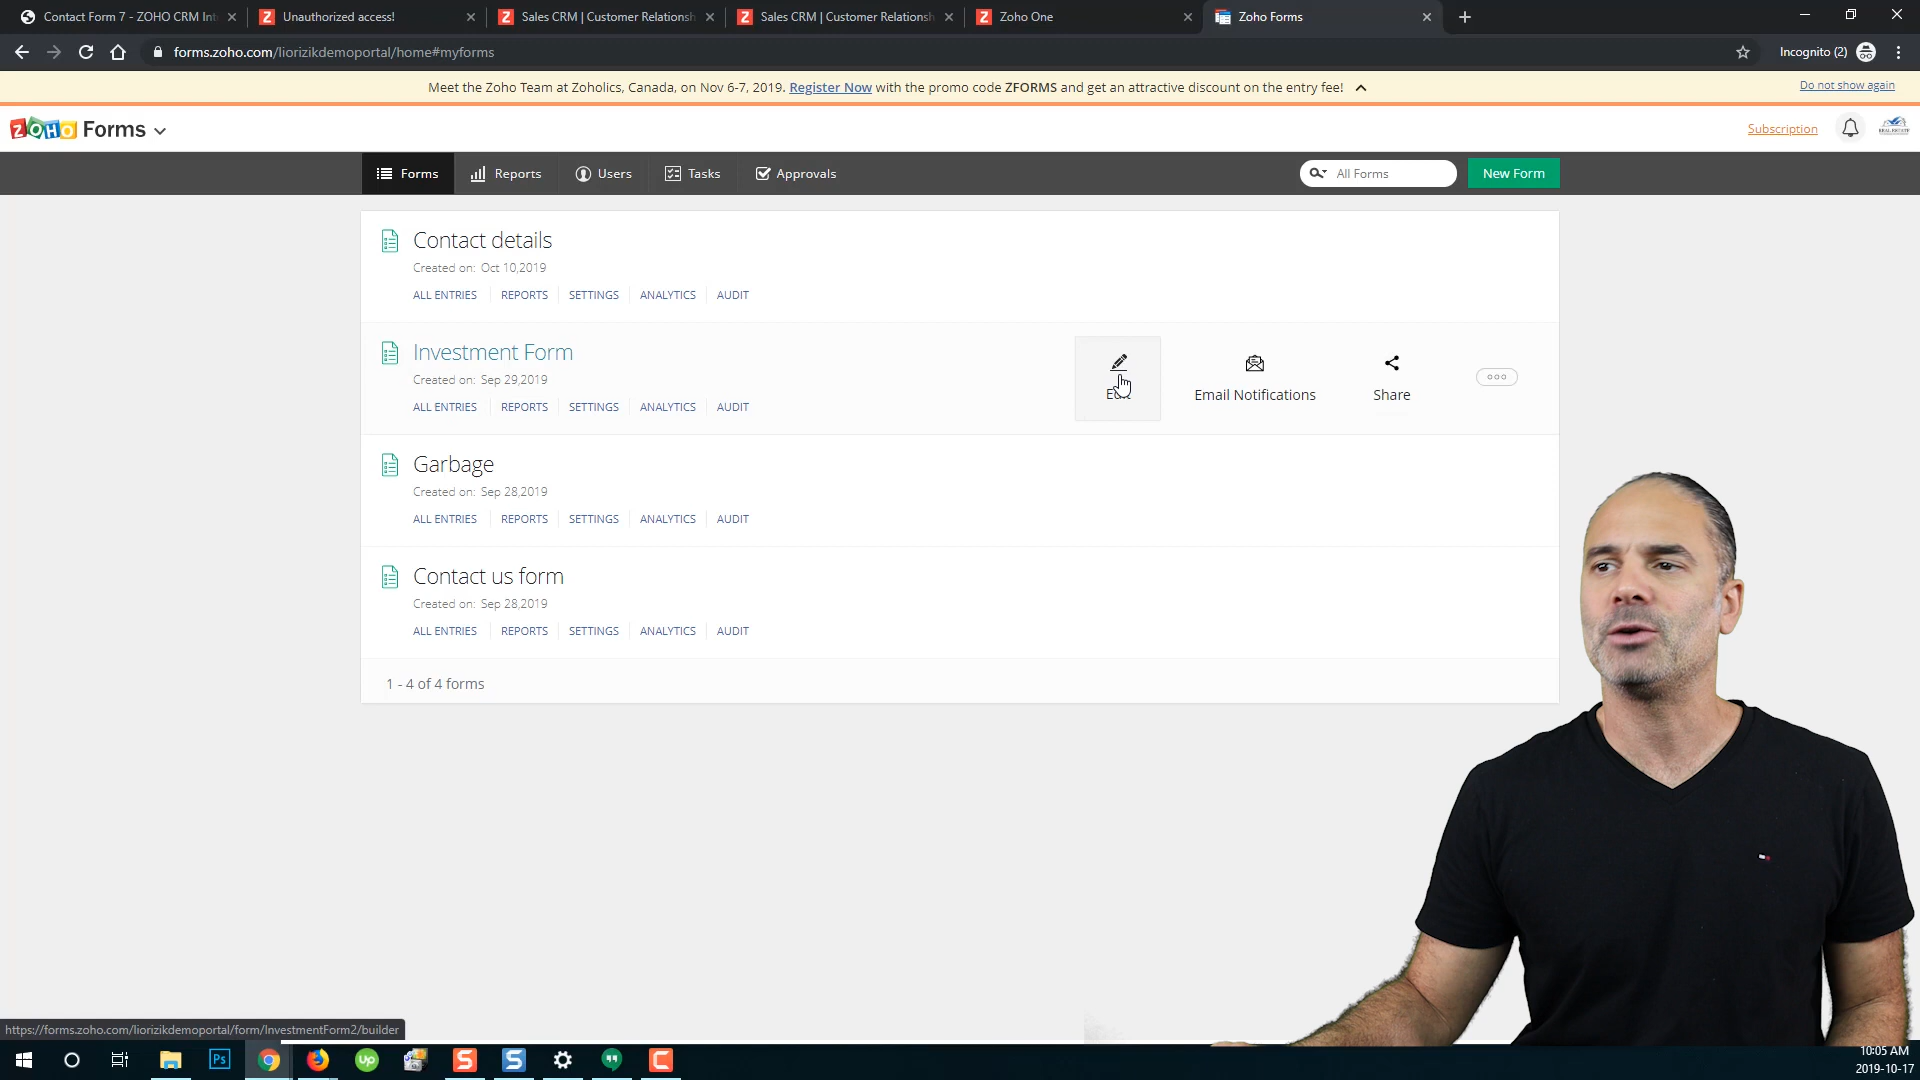 Contact Form 7 - ZOHO CRM Int
Unauthorized access!
Sales CRM | Customer Relationsh
Sales CRM | Customer Relationsh
Zoho One
Zoho Forms
forms.zoho.com/liorizikdemoportal/home#myforms
Incognito (2)
Meet the Zoho Team at Zoholics, Canada, on Nov 6-7, 2019. Register Now with the promo code ZFORMS and get an attractive discount on the entry fee!
Do not show again
ZOHO Forms
Subscription
REAL ESTATE
Forms
Reports
Users
Tasks
Approvals
All Forms
New Form
Contact details
Created on: Oct 10,2019
ALL ENTRIES REPORTS SETTINGS ANALYTICS AUDIT
Investment Form
Created on: Sep 29,2019
ALL ENTRIES REPORTS SETTINGS ANALYTICS AUDIT
Email Notifications
Share
Garbage
Created on: Sep 28,2019
ALL ENTRIES REPORTS SETTINGS ANALYTICS AUDIT
Contact us form
Created on: Sep 28,2019
ALL ENTRIES REPORTS SETTINGS ANALYTICS AUDIT
1 - 4 of 4 forms
https://forms.zoho.com/liorizikdemoportal/form/InvestmentForm2/builder
Ps
Up
S
S
C
10:05 AM
2019-10-17